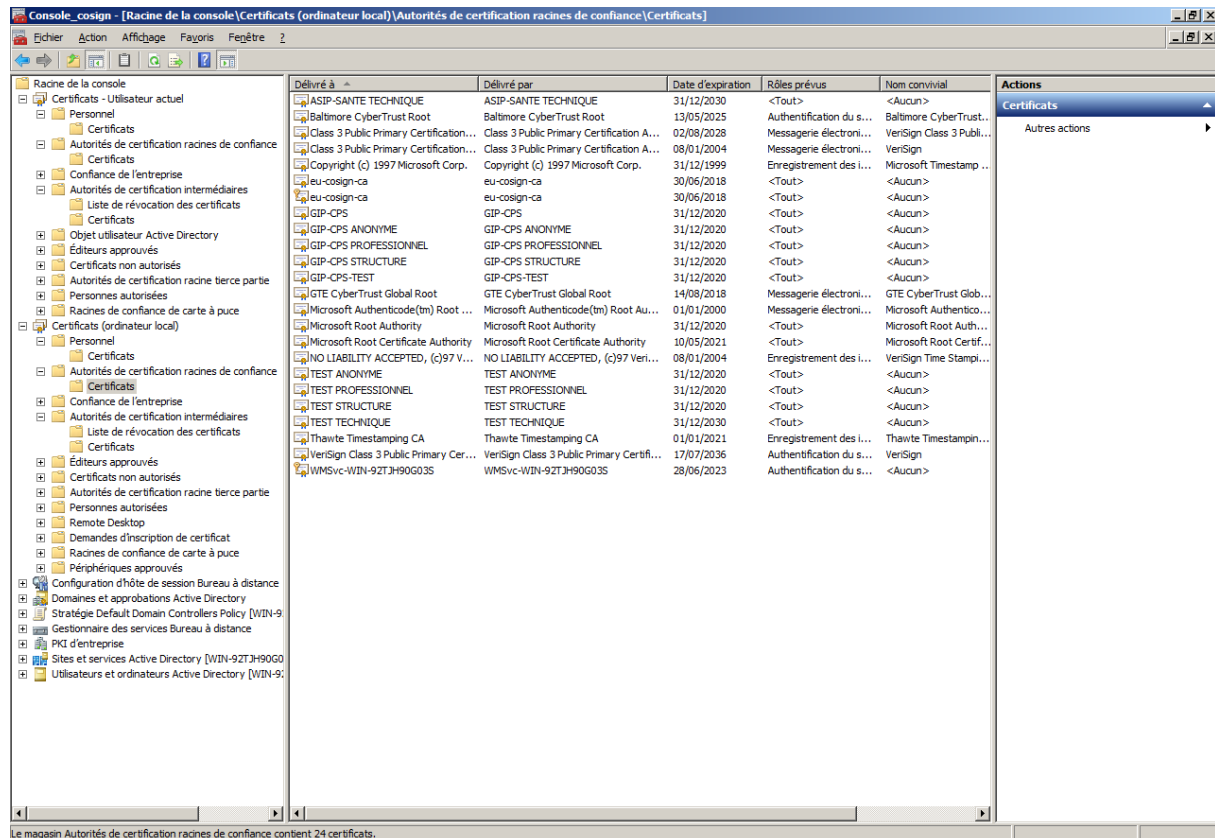 Console_cosign - [Racine de la console\Certificats (ordinateur local)\Autorités de certification racines de confiance\Certificats]
Fichier Action Affichage Favoris Fenêtre ?
Racine de la console
Certificats - Utilisateur actuel
Personnel
Certificats
Autorités de certification racines de confiance
Certificats
Confiance de l'entreprise
Autorités de certification intermédiaires
Liste de révocation des certificats
Certificats
Objet utilisateur Active Directory
Éditeurs approuvés
Certificats non autorisés
Autorités de certification racine tierce partie
Personnes autorisées
Racines de confiance de carte à puce
Certificats (ordinateur local)
Personnel
Certificats
Autorités de certification racines de confiance
Certificats
Confiance de l'entreprise
Autorités de certification intermédiaires
Liste de révocation des certificats
Certificats
Éditeurs approuvés
Certificats non autorisés
Autorités de certification racine tierce partie
Personnes autorisées
Remote Desktop
Demandes d'inscription de certificat
Racines de confiance de carte à puce
Périphériques approuvés
Configuration d'hôte de session Bureau à distance
Domaines et approbations Active Directory
Stratégie Default Domain Controllers Policy [WIN-9
Gestionnaire des services Bureau à distance
PKI d'entreprise
Sites et services Active Directory [WIN-92TJH90G0
Utilisateurs et ordinateurs Active Directory [WIN-92
Délivré à Délivré par Date d'expiration Rôles prévus Nom convivial
ASIP-SANTE TECHNIQUE ASIP-SANTE TECHNIQUE 31/12/2030 <Tout> <Aucun>
Baltimore CyberTrust Root Baltimore CyberTrust Root 13/05/2025 Authentification du s... Baltimore CyberTrust...
Class 3 Public Primary Certification... Class 3 Public Primary Certification A... 02/08/2028 Messagerie électroni... VeriSign Class 3 Publi...
Class 3 Public Primary Certification... Class 3 Public Primary Certification A... 08/01/2004 Messagerie électroni... VeriSign
Copyright (c) 1997 Microsoft Corp. Copyright (c) 1997 Microsoft Corp. 31/12/1999 Enregistrement des i... Microsoft Timestamp ...
eu-cosign-ca eu-cosign-ca 30/06/2018 <Tout> <Aucun>
eu-cosign-ca eu-cosign-ca 30/06/2018 <Tout> <Aucun>
GIP-CPS GIP-CPS 31/12/2020 <Tout> <Aucun>
GIP-CPS ANONYME GIP-CPS ANONYME 31/12/2020 <Tout> <Aucun>
GIP-CPS PROFESSIONNEL GIP-CPS PROFESSIONNEL 31/12/2020 <Tout> <Aucun>
GIP-CPS STRUCTURE GIP-CPS STRUCTURE 31/12/2020 <Tout> <Aucun>
GIP-CPS-TEST GIP-CPS-TEST 31/12/2020 <Tout> <Aucun>
GTE CyberTrust Global Root GTE CyberTrust Global Root 14/08/2018 Messagerie électroni... GTE CyberTrust Glob...
Microsoft Authenticode(tm) Root ... Microsoft Authenticode(tm) Root Au... 01/01/2000 Messagerie électroni... Microsoft Authentico...
Microsoft Root Authority Microsoft Root Authority 31/12/2020 <Tout> Microsoft Root Auth...
Microsoft Root Certificate Authority Microsoft Root Certificate Authority 10/05/2021 <Tout> Microsoft Root Certif...
NO LIABILITY ACCEPTED, (c)97 V... NO LIABILITY ACCEPTED, (c)97 Veri... 08/01/2004 Enregistrement des i... VeriSign Time Stampi...
TEST ANONYME TEST ANONYME 31/12/2020 <Tout> <Aucun>
TEST PROFESSIONNEL TEST PROFESSIONNEL 31/12/2020 <Tout> <Aucun>
TEST STRUCTURE TEST STRUCTURE 31/12/2020 <Tout> <Aucun>
TEST TECHNIQUE TEST TECHNIQUE 31/12/2030 <Tout> <Aucun>
Thawte Timestamping CA Thawte Timestamping CA 01/01/2021 Enregistrement des i... Thawte Timestampin...
VeriSign Class 3 Public Primary Cer... VeriSign Class 3 Public Primary Certifi... 17/07/2036 Authentification du s... VeriSign
WMSvc-WIN-92TJH90G03S WMSvc-WIN-92TJH90G03S 28/06/2023 Authentification du s... <Aucun>
Actions
Certificats
Autres actions
Le magasin Autorités de certification racines de confiance contient 24 certificats.